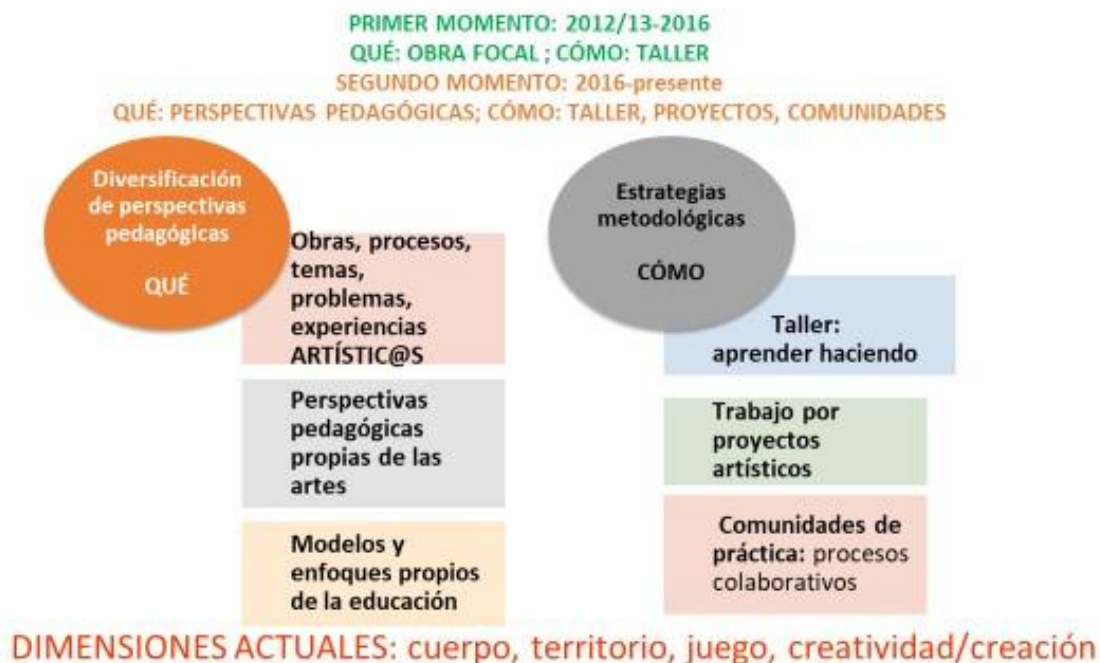 PRIMER MOMENTO: 2012/13-2016
QUÉ: OBRA FOCAL ; CÓMO: TALLER
SEGUNDO MOMENTO: 2016-presente
QUÉ: PERSPECTIVAS PEDAGÓGICAS; CÓMO: TALLER, PROYECTOS, COMUNIDADES
Diversificación
de perspectivas
pedagógicas
QUÉ
Obras, procesos,
temas,
problemas,
experiencias
ARTÍSTIC@S
Perspectivas
pedagógicas
propias de las
artes
Modelos y
enfoques propios
de la educación
Estrategias
metodológicas
CÓMO
Taller:
aprender haciendo
Trabajo por
proyectos
artísticos
Comunidades de
práctica: procesos
colaborativos
DIMENSIONES ACTUALES: cuerpo, territorio, juego, creatividad/creación